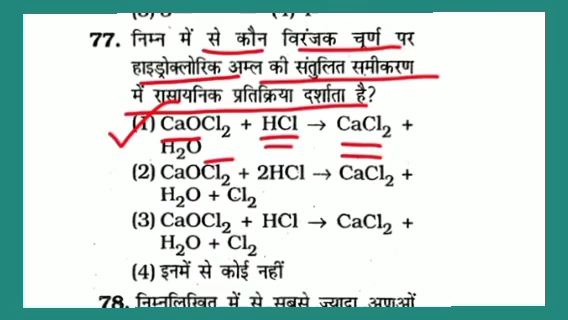 77. निम्न में से कौन विरंजक चूर्ण पर
हाइड्रोक्लोरिक अम्ल की संतुलित समीकरण
में रासायनिक प्रतिक्रिया दर्शाता है?
(1) CaOCl₂ + HCl → CaCl₂ +
H₂O
(2) CaOCl₂ + 2HCl → CaCl₂ +
H₂O + Cl₂
(3) CaOCl₂ + HCl → CaCl₂ +
H₂O + Cl₂
(4) इनमें से कोई नहीं
78. निम्नलिखित में से सबसे ज्यादा अणुओं